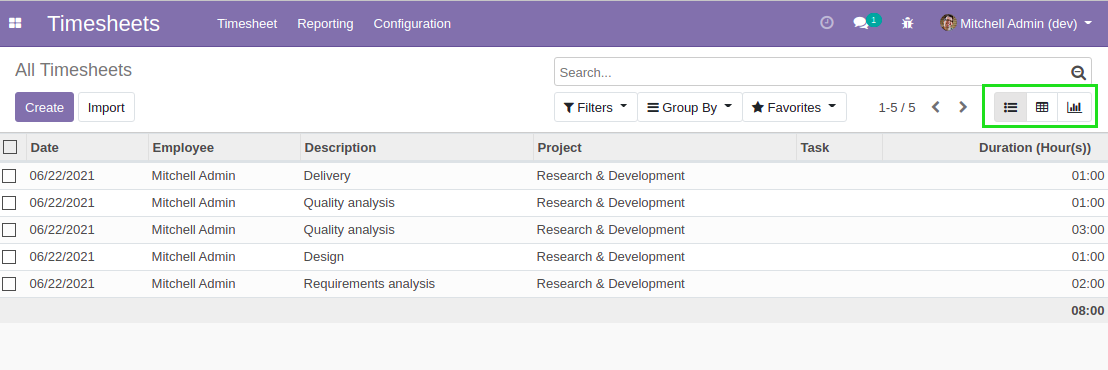 Timesheets Timesheet Reporting Configuration 1 Mitchell Admin (dev)
All Timesheets Search...
Create Import Filters Group By Favorites 1-5 / 5
Date Employee Description Project Task Duration (Hour(s))
06/22/2021 Mitchell Admin Delivery Research & Development 01:00
06/22/2021 Mitchell Admin Quality analysis Research & Development 01:00
06/22/2021 Mitchell Admin Quality analysis Research & Development 03:00
06/22/2021 Mitchell Admin Design Research & Development 01:00
06/22/2021 Mitchell Admin Requirements analysis Research & Development 02:00
08:00